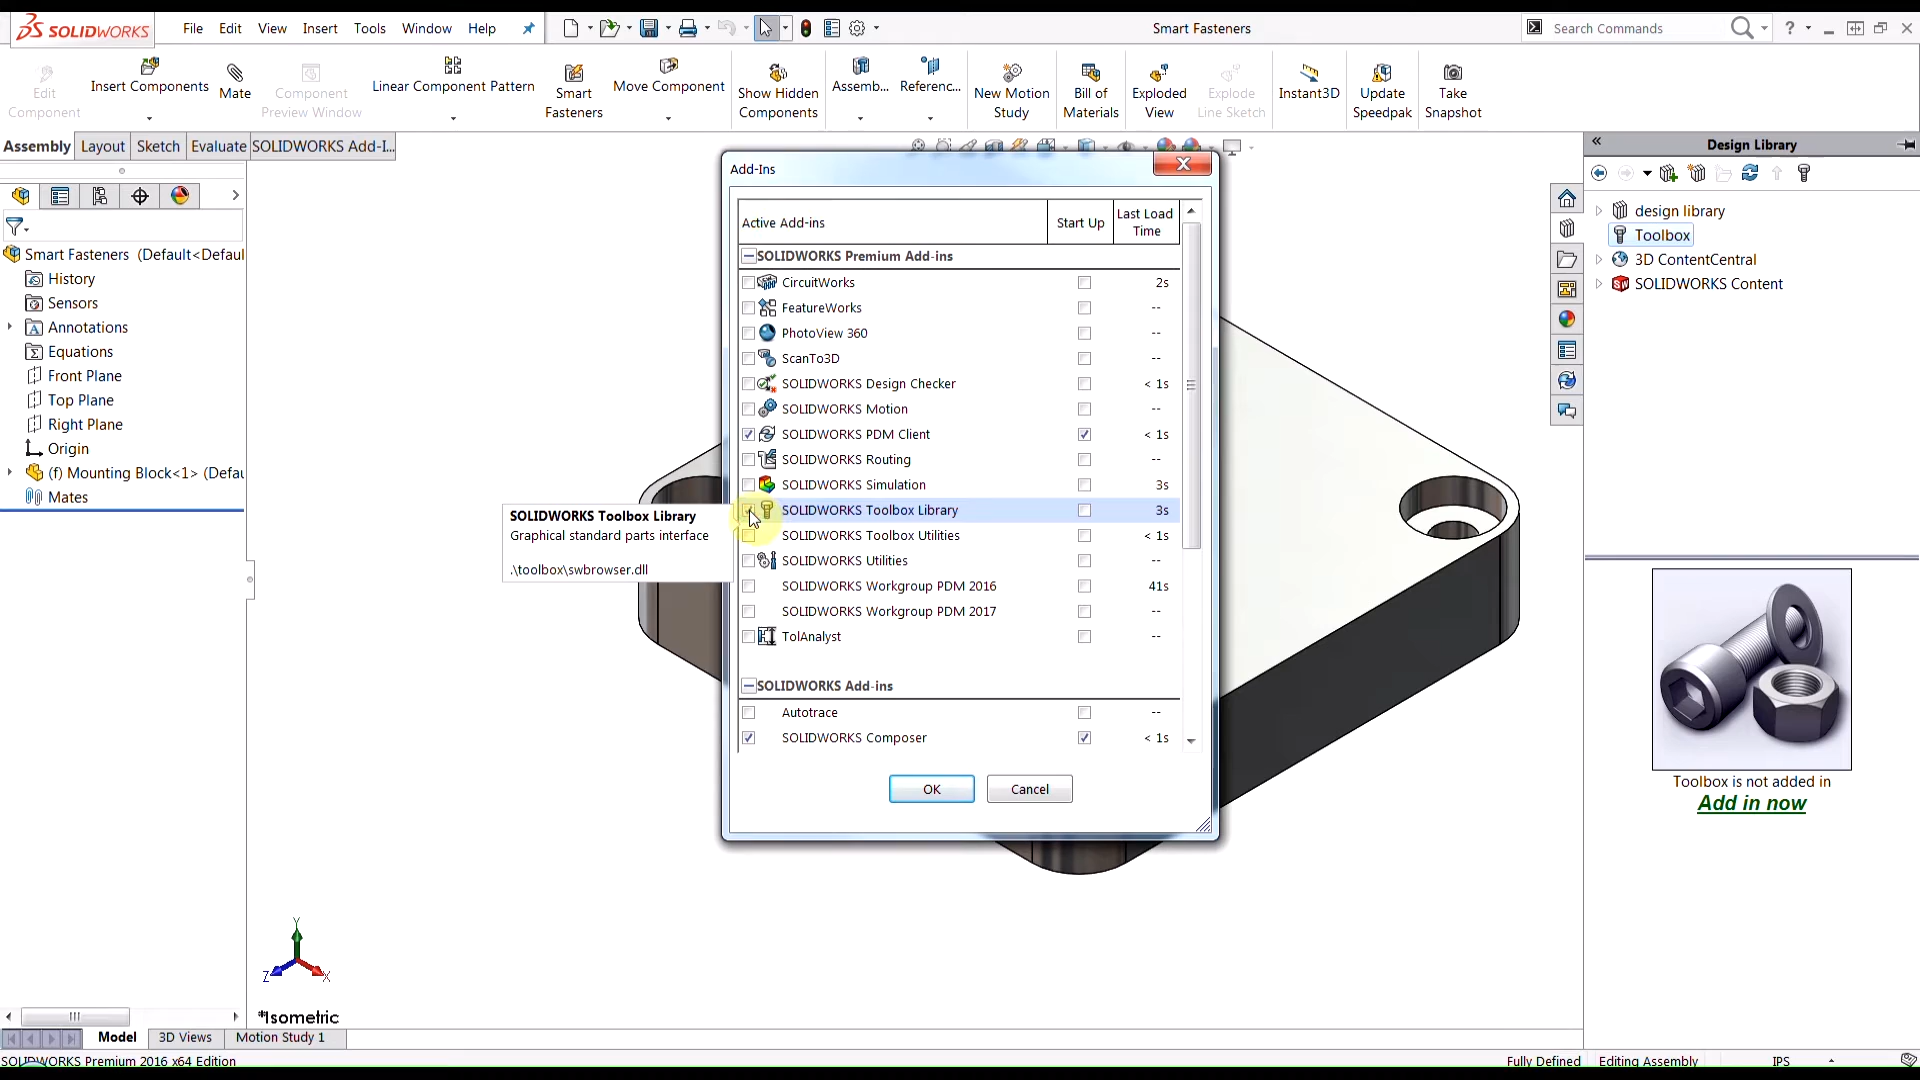 SOLIDWORKS
File Edit View Insert Tools Window Help
Smart Fasteners
Search Commands
?
Edit Component
Insert Components
Mate
Component Preview Window
Linear Component Pattern
Smart Fasteners
Move Component
Show Hidden Components
Assemb...
Referenc...
New Motion Study
Bill of Materials
Exploded View
Explode Line Sketch
Instant3D
Update Speedpak
Take Snapshot
Assembly Layout Sketch Evaluate SOLIDWORKS Add-I...
Smart Fasteners (Default<Defaul
History
Sensors
Annotations
Equations
Front Plane
Top Plane
Right Plane
Origin
(f) Mounting Block<1> (Defau
Mates
SOLIDWORKS Toolbox Library
Graphical standard parts interface
.\toolbox\swbrowser.dll
Add-Ins
Active Add-ins Start Up Last Load Time
SOLIDWORKS Premium Add-ins
CircuitWorks 2s
FeatureWorks --
PhotoView 360 --
ScanTo3D --
SOLIDWORKS Design Checker < 1s
SOLIDWORKS Motion --
SOLIDWORKS PDM Client < 1s
SOLIDWORKS Routing --
SOLIDWORKS Simulation 3s
SOLIDWORKS Toolbox Library 3s
SOLIDWORKS Toolbox Utilities < 1s
SOLIDWORKS Utilities --
SOLIDWORKS Workgroup PDM 2016 41s
SOLIDWORKS Workgroup PDM 2017 --
TolAnalyst --
SOLIDWORKS Add-ins
Autotrace --
SOLIDWORKS Composer < 1s
OK Cancel
Design Library
design library
Toolbox
3D ContentCentral
SOLIDWORKS Content
Toolbox is not added in
Add in now
Y
Z X
*Isometric
Model 3D Views Motion Study 1
SOLIDWORKS Premium 2016 x64 Edition
Fully Defined Editing Assembly IPS